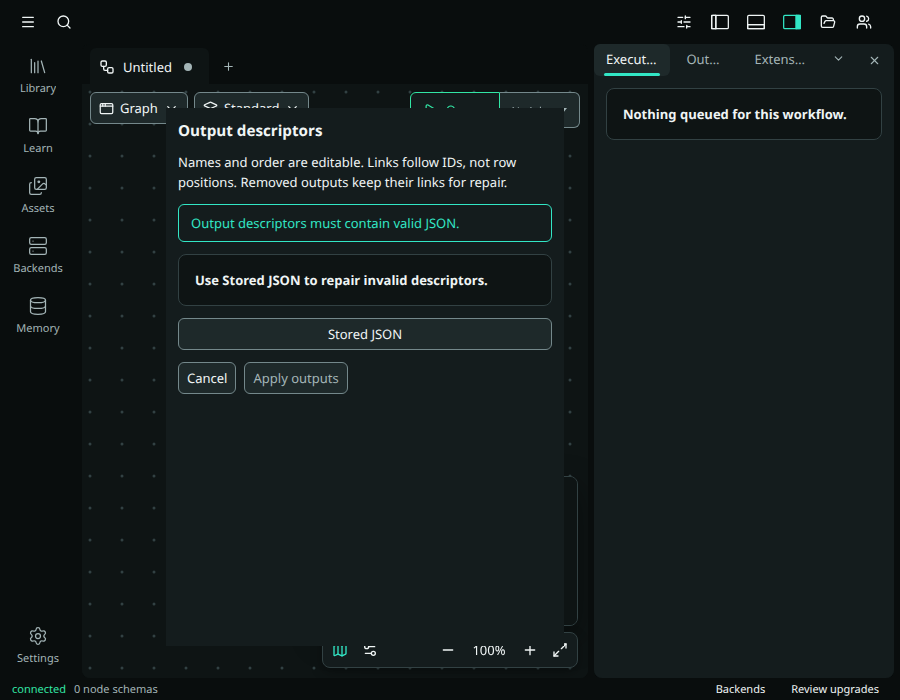 Untitled
Execut...
Out...
Extens...
Library
Learn
Assets
Backends
Memory
Settings
Graph
Standard
Output descriptors
Names and order are editable. Links follow IDs, not row
positions. Removed outputs keep their links for repair.
Output descriptors must contain valid JSON.
Use Stored JSON to repair invalid descriptors.
Stored JSON
Cancel
Apply outputs
Nothing queued for this workflow.
100%
connected
0 node schemas
Backends
Review upgrades